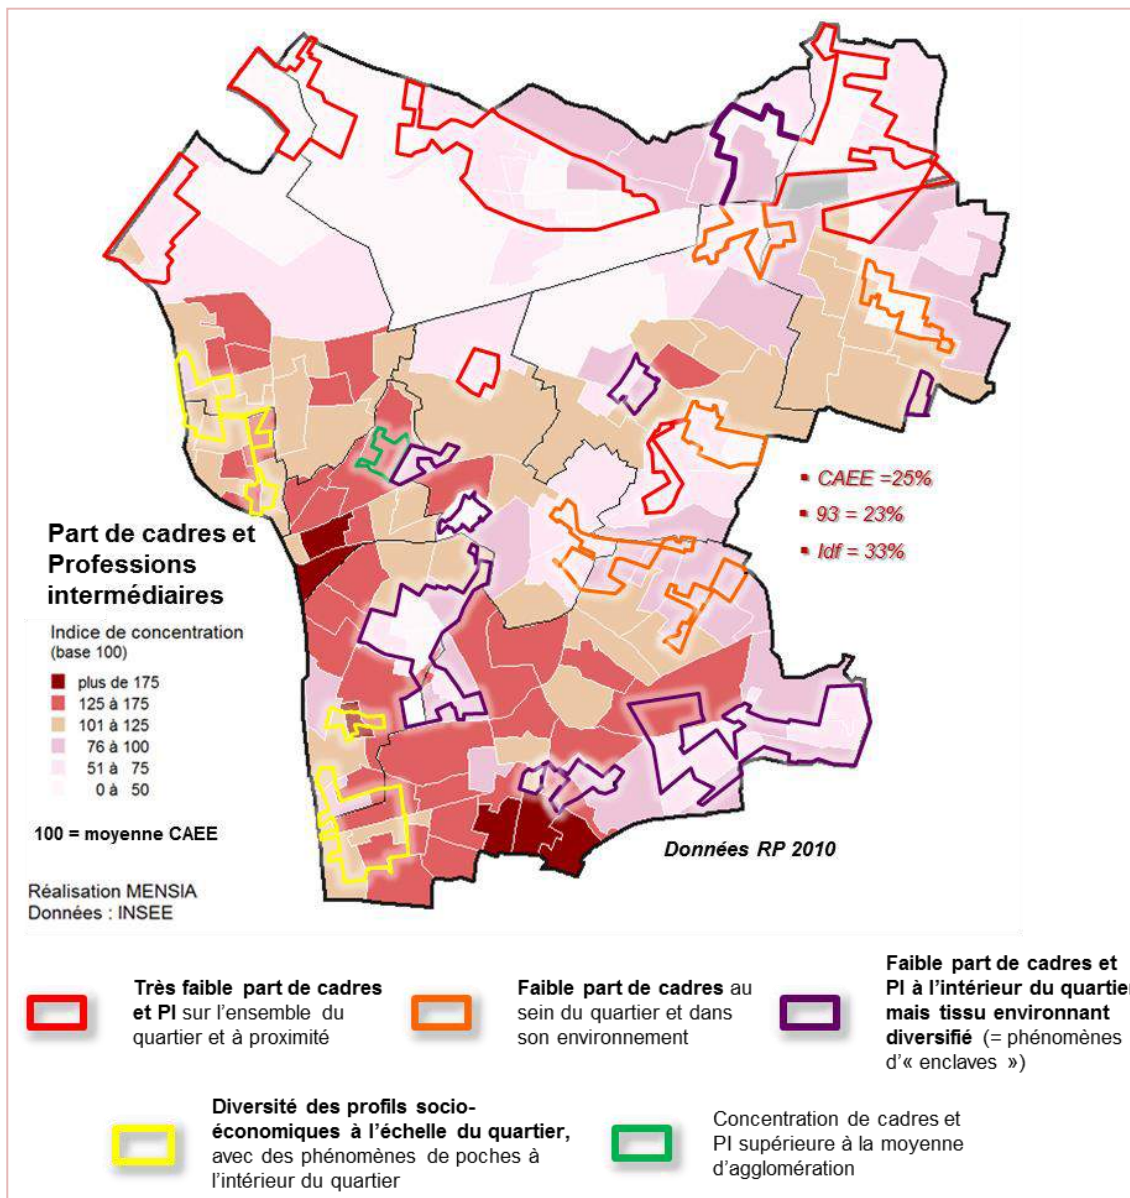 ▪ CAEE =25%
▪ 93 = 23%
▪ Idf = 33%
Part de cadres et
Professions
intermédiaires
Indice de concentration
(base 100)
plus de 175
125 à 175
101 à 125
76 à 100
51 à 75
0 à 50
100 = moyenne CAEE
Données RP 2010
Réalisation MENSIA
Données : INSEE
Très faible part de cadres
et PI sur l'ensemble du
quartier et à proximité
Faible part de cadres au
sein du quartier et dans
son environnement
Faible part de cadres et
PI à l'intérieur du quartier
mais tissu environnant
diversifié (= phénomènes
d'« enclaves »)
Diversité des profils socio-
économiques à l'échelle du quartier,
avec des phénomènes de poches à
l'intérieur du quartier
Concentration de cadres et
PI supérieure à la moyenne
d'agglomération